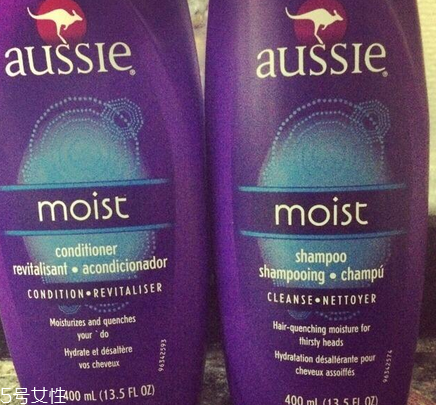 aussie
moist
conditioner
revitalisant • acondicionador
CONDITION • REVITALISER
Moisturizes and quenches
your 'do
Hydrate et désaltère
vos cheveux
96342593
400 mL (13.5 FL OZ)
aussie
moist
shampoo
shampooing • champú
CLEANSE • NETTOYER
Hair-quenching moisture for
thirsty heads
Hydratation désaltérante pour
cheveux assoiffés
96342574
400 mL (13.5 FL OZ)
5号女性